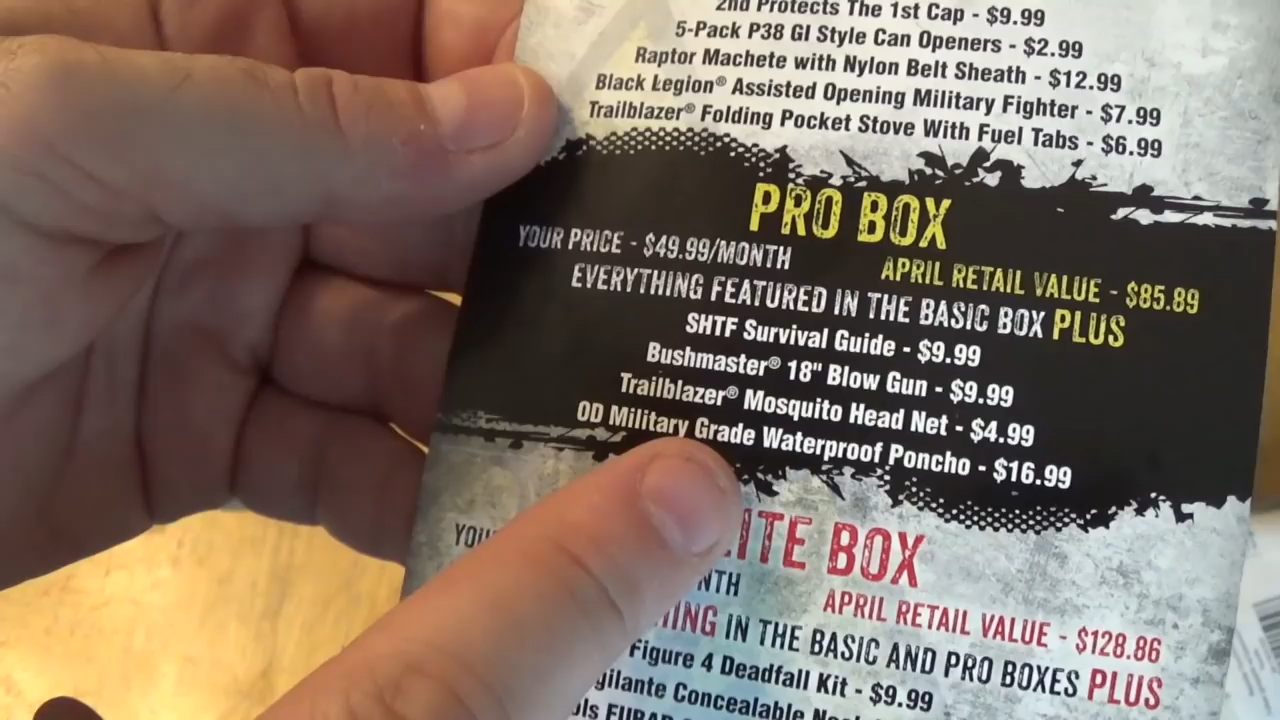 2nd Protects The 1st Cap - $9.99
5-Pack P38 GI Style Can Openers - $2.99
Raptor Machete with Nylon Belt Sheath - $12.99
Black Legion® Assisted Opening Military Fighter - $7.99
Trailblazer® Folding Pocket Stove With Fuel Tabs - $6.99
PRO BOX
YOUR PRICE - $49.99/MONTH
APRIL RETAIL VALUE - $85.89
EVERYTHING FEATURED IN THE BASIC BOX PLUS
SHTF Survival Guide - $9.99
Bushmaster® 18" Blow Gun - $9.99
Trailblazer® Mosquito Head Net - $4.99
OD Military Grade Waterproof Poncho - $16.99
BOX
APRIL RETAIL VALUE - $128.86
IN THE BASIC AND PRO BOXES PLUS
Figure 4 Deadfall Kit - $9.99
Concealable